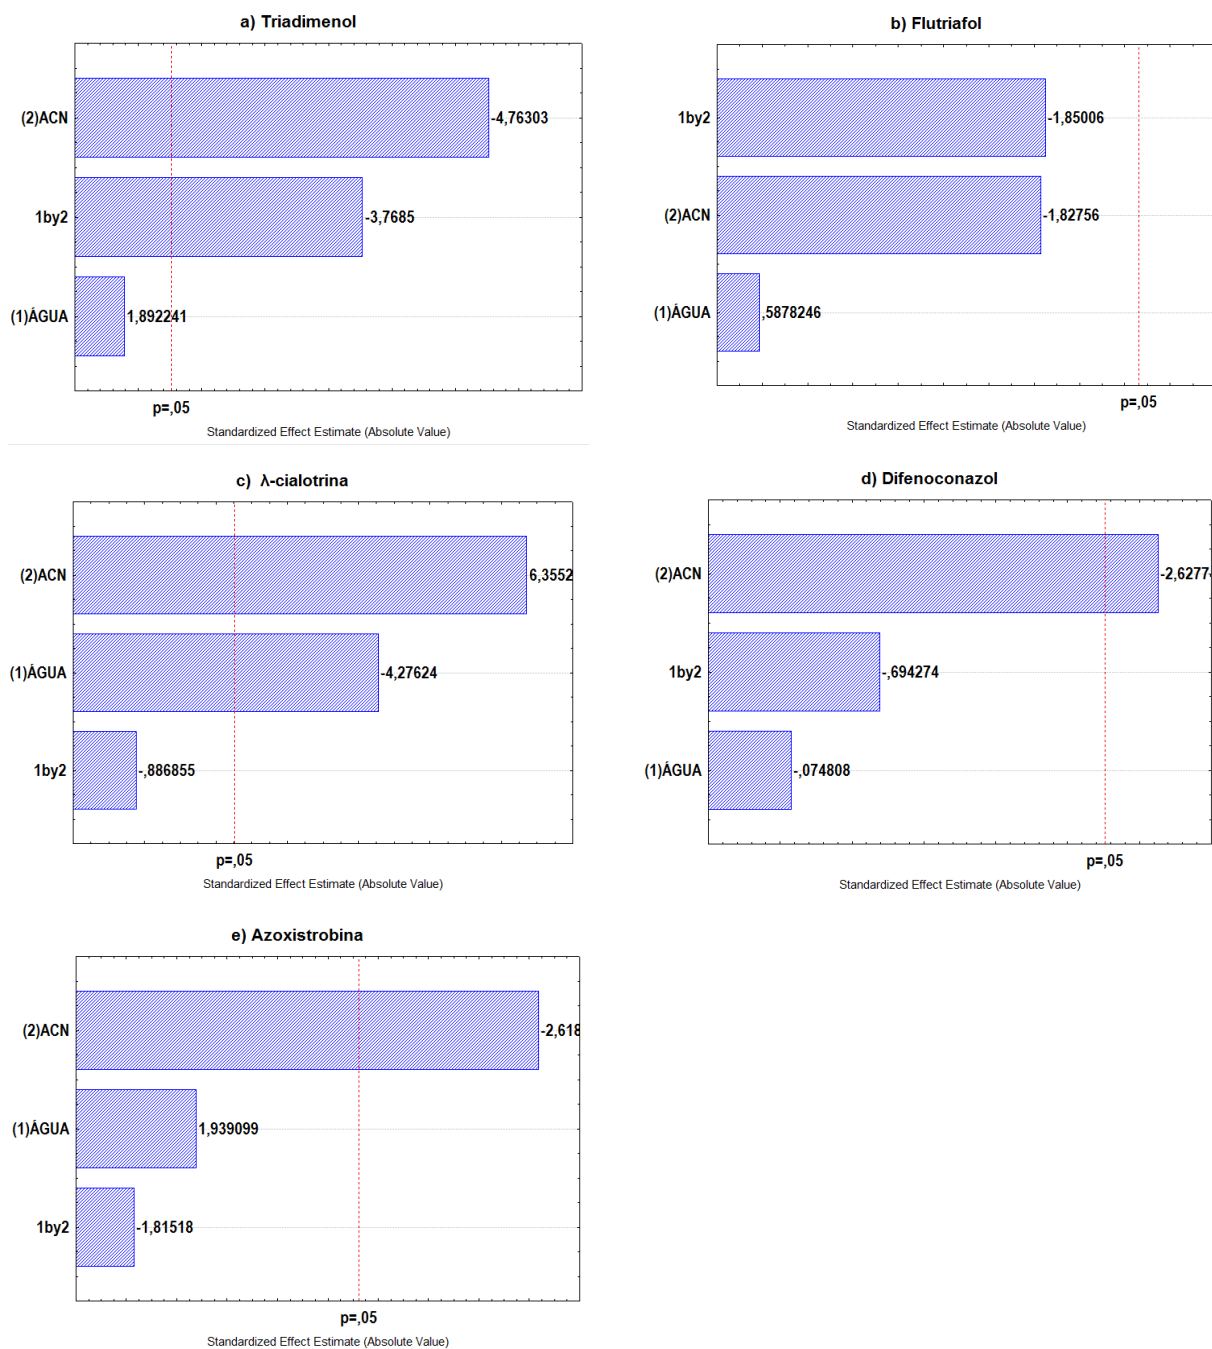 a) Triadimenol
(2)ACN
-4,76303
1by2
-3,7685
(1)ÁGUA
1,892241
p=,05
Standardized Effect Estimate (Absolute Value)
b) Flutriafol
1by2
-1,85006
(2)ACN
-1,82756
(1)ÁGUA
,5878246
p=,05
Standardized Effect Estimate (Absolute Value)
c) λ-cialotrina
(2)ACN
6,3552
(1)ÁGUA
-4,27624
1by2
-,886855
p=,05
Standardized Effect Estimate (Absolute Value)
d) Difenoconazol
(2)ACN
-2,6277
1by2
-,694274
(1)ÁGUA
-,074808
p=,05
Standardized Effect Estimate (Absolute Value)
e) Azoxistrobina
(2)ACN
-2,618
(1)ÁGUA
1,939099
1by2
-1,81518
p=,05
Standardized Effect Estimate (Absolute Value)